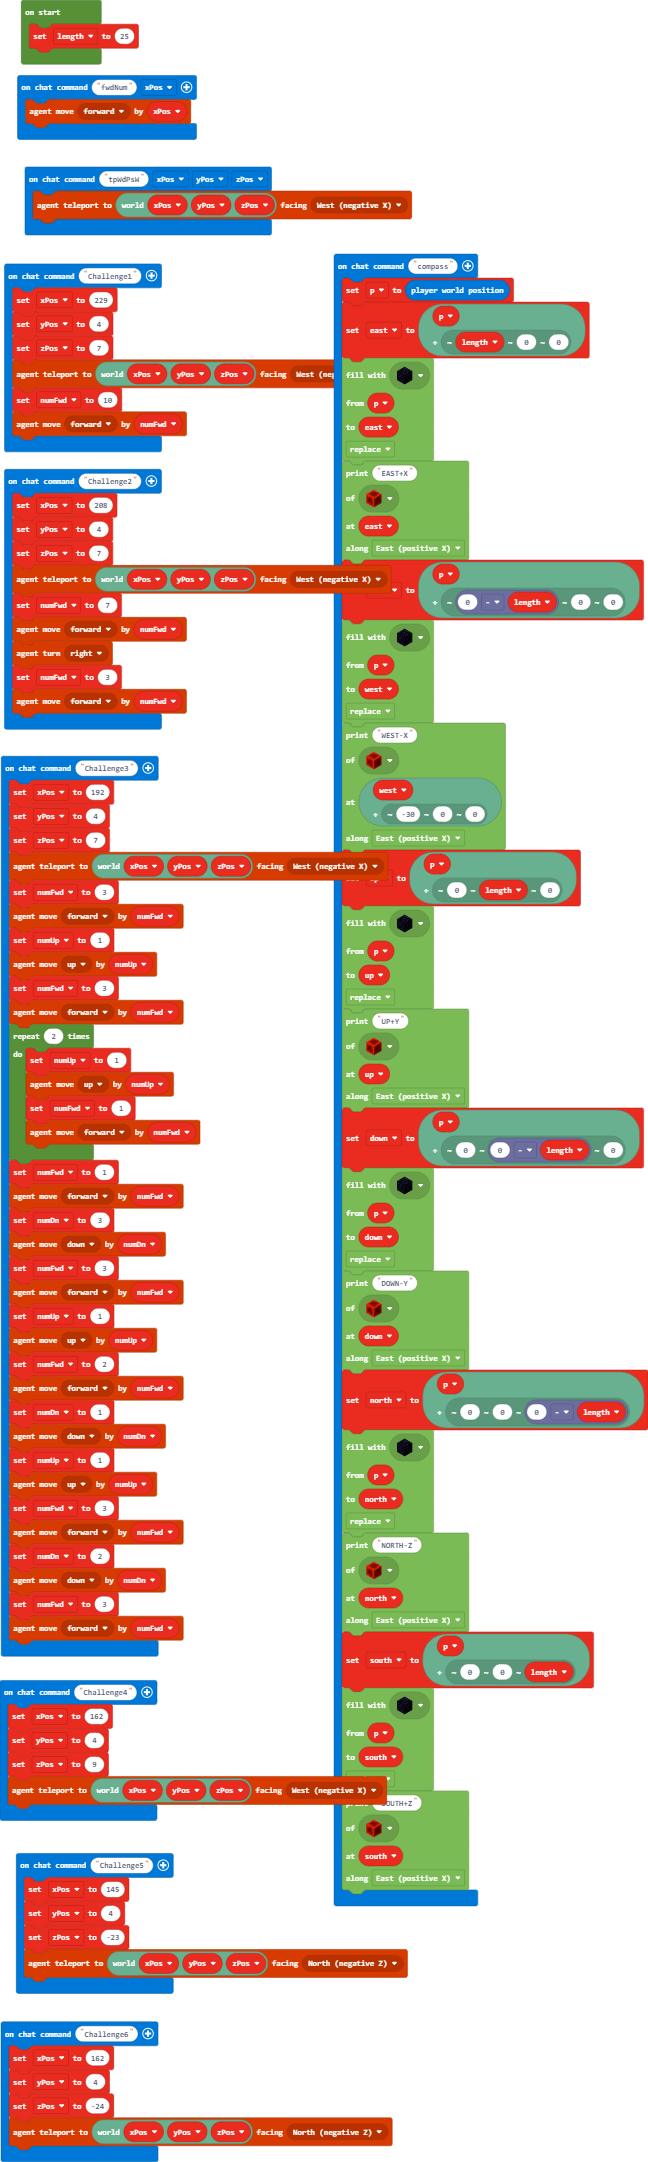 on start
set length to 25
on chat command "fwdNum" xPos
agent move forward by xPos
on chat command "tpWdPsW" xPos yPos zPos
agent teleport to world xPos yPos zPos facing West (negative X)
on chat command "Challenge1"
set xPos to 229
set yPos to 4
set zPos to 7
agent teleport to world xPos yPos zPos facing West (neg
set numFwd to 10
agent move forward by numFwd
on chat command "Challenge2"
set xPos to 208
set yPos to 4
set zPos to 7
agent teleport to world xPos yPos zPos facing West (negative X)
set numFwd to 7
agent move forward by numFwd
agent turn right
set numFwd to 3
agent move forward by numFwd
on chat command "Challenge3"
set xPos to 192
set yPos to 4
set zPos to 7
agent teleport to world xPos yPos zPos facing West (negative X)
set numFwd to 3
agent move forward by numFwd
set numUp to 1
agent move up by numUp
set numFwd to 3
agent move forward by numFwd
repeat 2 times
do
set numUp to 1
agent move up by numUp
set numFwd to 1
agent move forward by numFwd
set numFwd to 1
agent move forward by numFwd
set numDn to 3
agent move down by numDn
set numFwd to 3
agent move forward by numFwd
set numUp to 1
agent move up by numUp
set numFwd to 2
agent move forward by numFwd
set numDn to 1
agent move down by numDn
set numUp to 1
agent move up by numUp
set numFwd to 3
agent move forward by numFwd
set numDn to 2
agent move down by numDn
set numFwd to 3
agent move forward by numFwd
on chat command "Challenge4"
set xPos to 162
set yPos to 4
set zPos to 9
agent teleport to world xPos yPos zPos facing West (negative X)
on chat command "Challenge5"
set xPos to 145
set yPos to 4
set zPos to -23
agent teleport to world xPos yPos zPos facing North (negative Z)
on chat command "Challenge6"
set xPos to 162
set yPos to 4
set zPos to -24
agent teleport to world xPos yPos zPos facing North (negative Z)
on chat command "compass"
set p to player world position
set east to p
+ ~ length ~ 0 ~ 0
fill with
from p
to east
replace
print "EAST+X"
of
at east
along East (positive X)
to p
+ ~ 0 - length ~ 0 ~ 0
fill with
from p
to west
replace
print "WEST-X"
of
at west
+ ~ -30 ~ 0 ~ 0
along East (positive X)
to p
+ ~ 0 ~ length ~ 0
fill with
from p
to up
replace
print "UP+Y"
of
at up
along East (positive X)
set down to p
+ ~ 0 ~ 0 - length ~ 0
fill with
from p
to down
replace
print "DOWN-Y"
of
at down
along East (positive X)
set north to p
+ ~ 0 ~ 0 ~ 0 - length
fill with
from p
to north
replace
print "NORTH-Z"
of
at north
along East (positive X)
set south to p
+ ~ 0 ~ 0 ~ length
fill with
from p
to south
print "SOUTH+Z"
of
at south
along East (positive X)